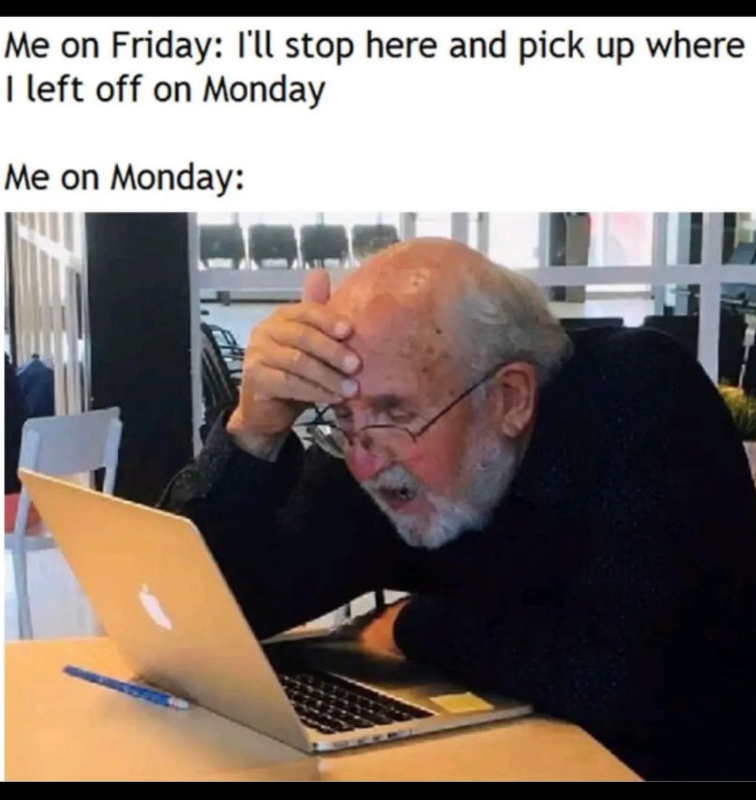 Me on Friday: I'll stop here and pick up where
I left off on Monday
Me on Monday: